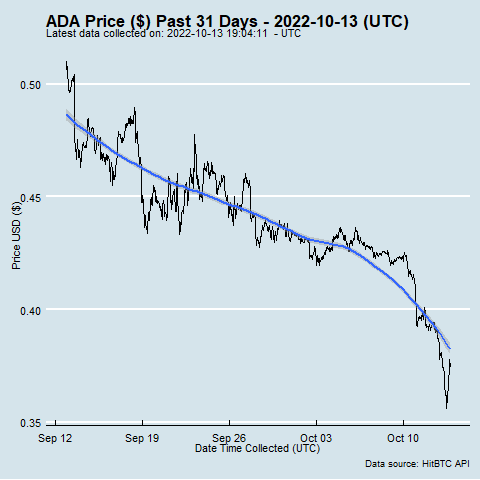 ADA Price ($) Past 31 Days - 2022-10-13 (UTC)
Latest data collected on: 2022-10-13 19:04:11  - UTC
0.50
0.45
0.40
0.35
Price USD ($)
Sep 12
Sep 19
Sep 26
Oct 03
Oct 10
Date Time Collected (UTC)
Data source: HitBTC API